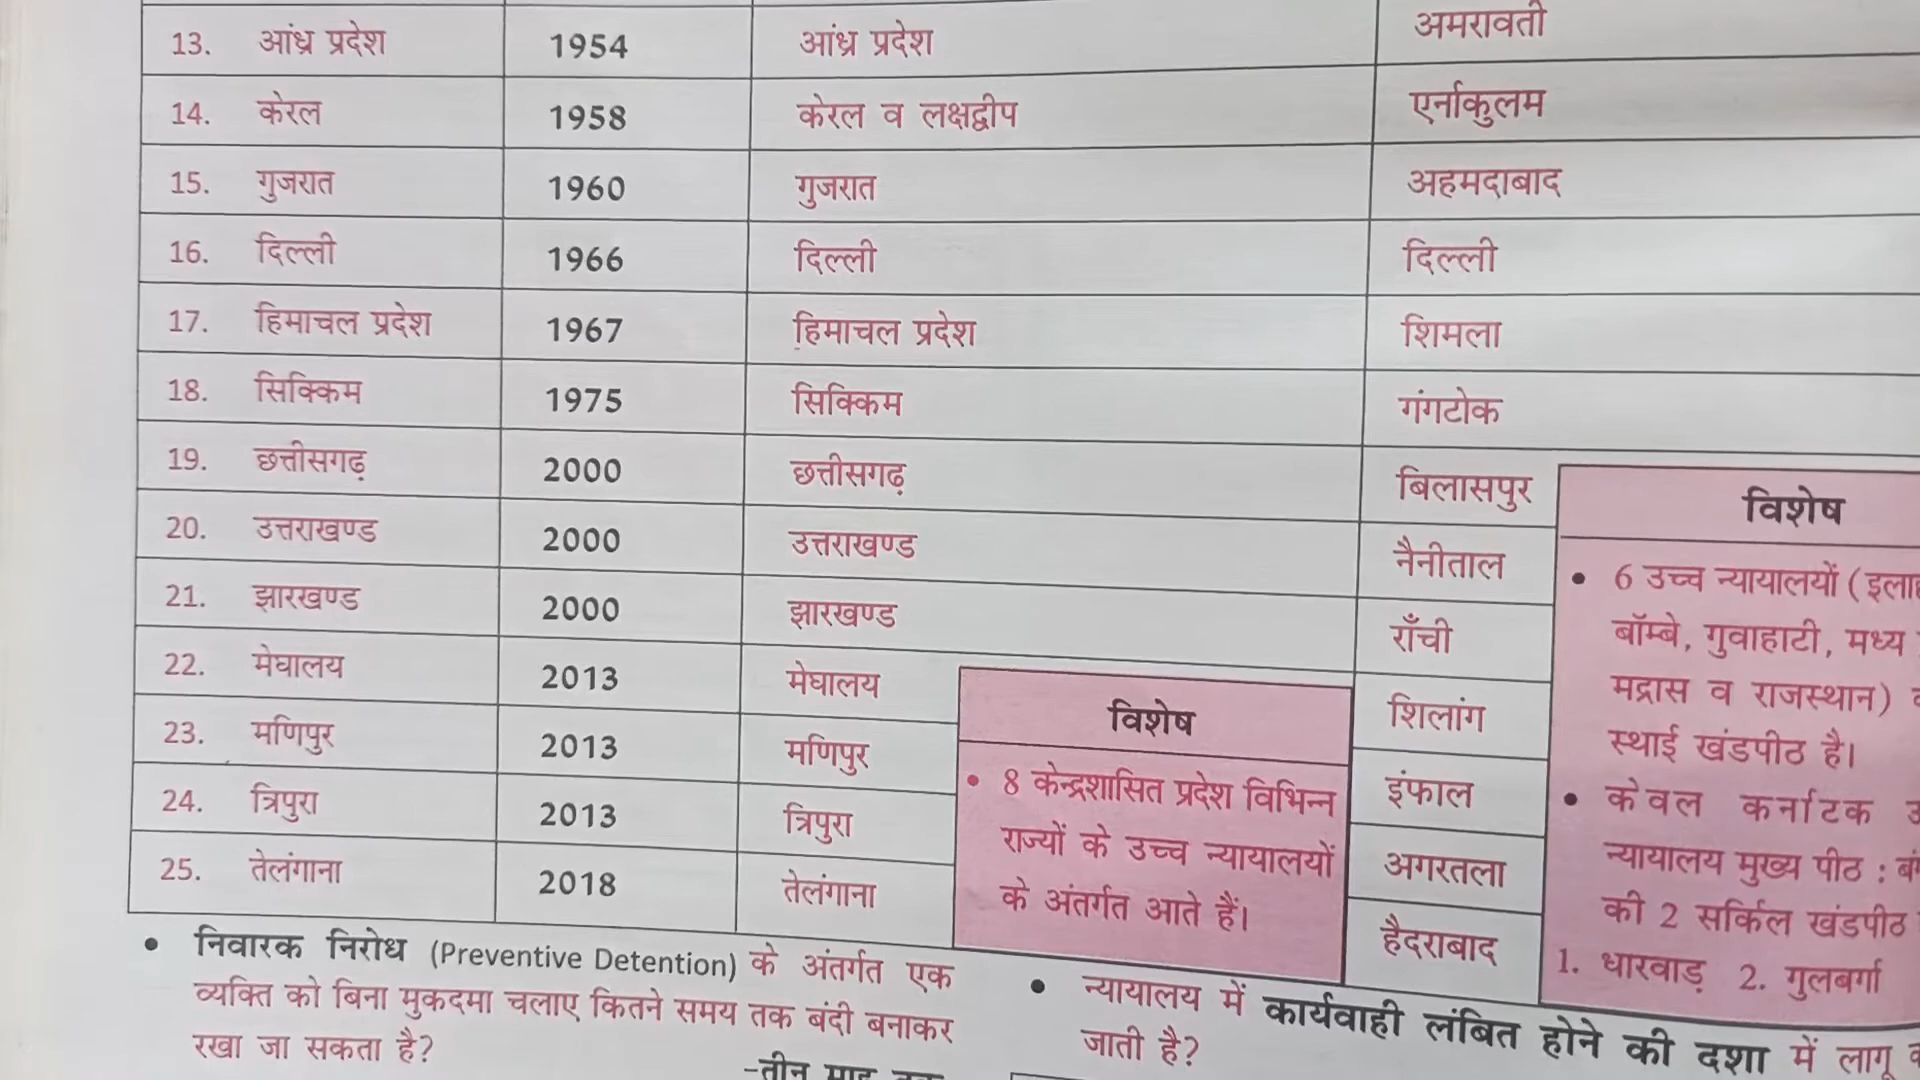 13. आंध्र प्रदेश 1954 आंध्र प्रदेश अमरावती
14. केरल 1958 केरल व लक्षद्वीप एर्नाकुलम
15. गुजरात 1960 गुजरात अहमदाबाद
16. दिल्ली 1966 दिल्ली दिल्ली
17. हिमाचल प्रदेश 1967 हिमाचल प्रदेश शिमला
18. सिक्किम 1975 सिक्किम गंगटोक
19. छत्तीसगढ़ 2000 छत्तीसगढ़ बिलासपुर
20. उत्तराखण्ड 2000 उत्तराखण्ड नैनीताल
21. झारखण्ड 2000 झारखण्ड राँची
22. मेघालय 2013 मेघालय शिलांग
23. मणिपुर 2013 मणिपुर इंफाल
24. त्रिपुरा 2013 त्रिपुरा अगरतला
25. तेलंगाना 2018 तेलंगाना हैदराबाद
विशेष
• 8 केन्द्रशासित प्रदेश विभिन्न
राज्यों के उच्च न्यायालयों
के अंतर्गत आते हैं।
विशेष
• 6 उच्च न्यायालयों (
बॉम्बे, गुवाहाटी, मध्य
मद्रास व राजस्थान)
स्थाई खंडपीठ है।
• केवल कर्नाटक
न्यायालय मुख्य पीठ :
की 2 सर्किल खंडपीठ
1. धारवाड़ 2. गुलबर्गा
• निवारक निरोध (Preventive Detention) के अंतर्गत एक
व्यक्ति को बिना मुकदमा चलाए कितने समय तक बंदी बनाकर
रखा जा सकता है?
-तीन माह तक
• न्यायालय में कार्यवाही लंबित होने की दशा में लागू
जाती है?